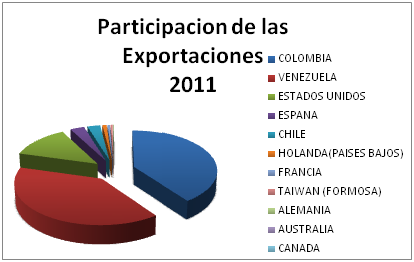 Participacion de las
Exportaciones
2011
COLOMBIA
VENEZUELA
ESTADOS UNIDOS
ESPANA
CHILE
HOLANDA(PAISES BAJOS)
FRANCIA
TAIWAN (FORMOSA)
ALEMANIA
AUSTRALIA
CANADA